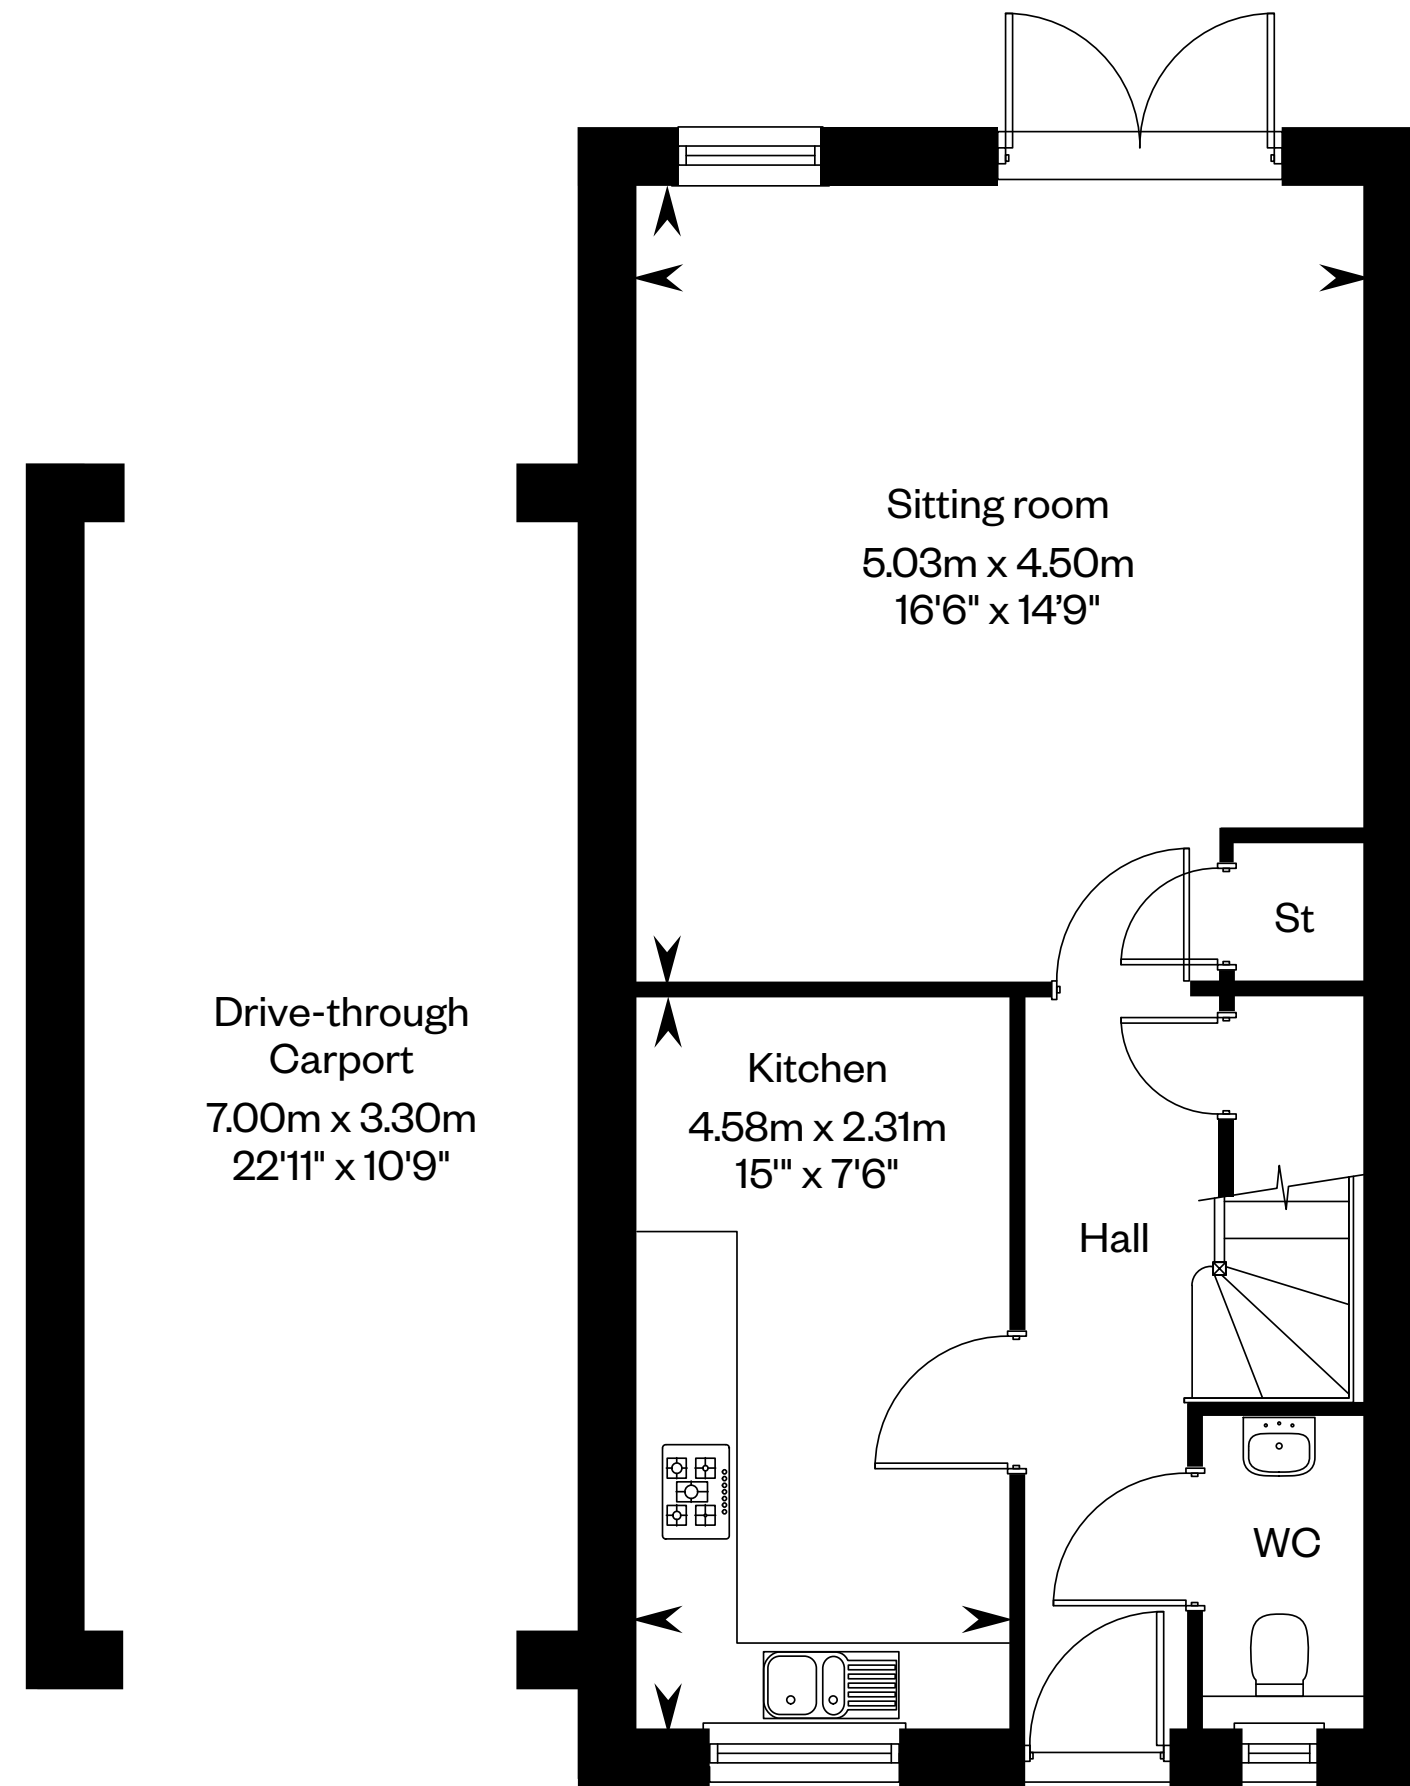 Sitting room
5.03m x 4.50m
16'6" x 14’9"
St
Drive-through
Carport
7.00m x 3.30m
22'11" x 10'9"
Kitchen
4.58m x 2.31m
15'" x 7'6"
Hall
WC